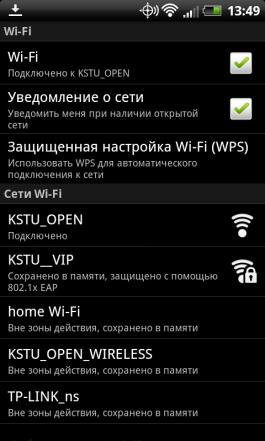 13:49
Wi-Fi
Wi-Fi
Подключено к KSTU_OPEN
Уведомление о сети
Уведомить меня при наличии открытой
сети
Защищенная настройка Wi-Fi (WPS)
Использовать WPS для автоматического
подключения к сети
Сети Wi-Fi
KSTU_OPEN
Подключено
KSTU__VIP
Сохранено в памяти, защищено с помощью
802.1x EAP
home Wi-Fi
Вне зоны действия, сохранено в памяти
KSTU_OPEN_WIRELESS
Вне зоны действия, сохранено в памяти
TP-LINK_ns
Вне зоны действия, сохранено в памяти